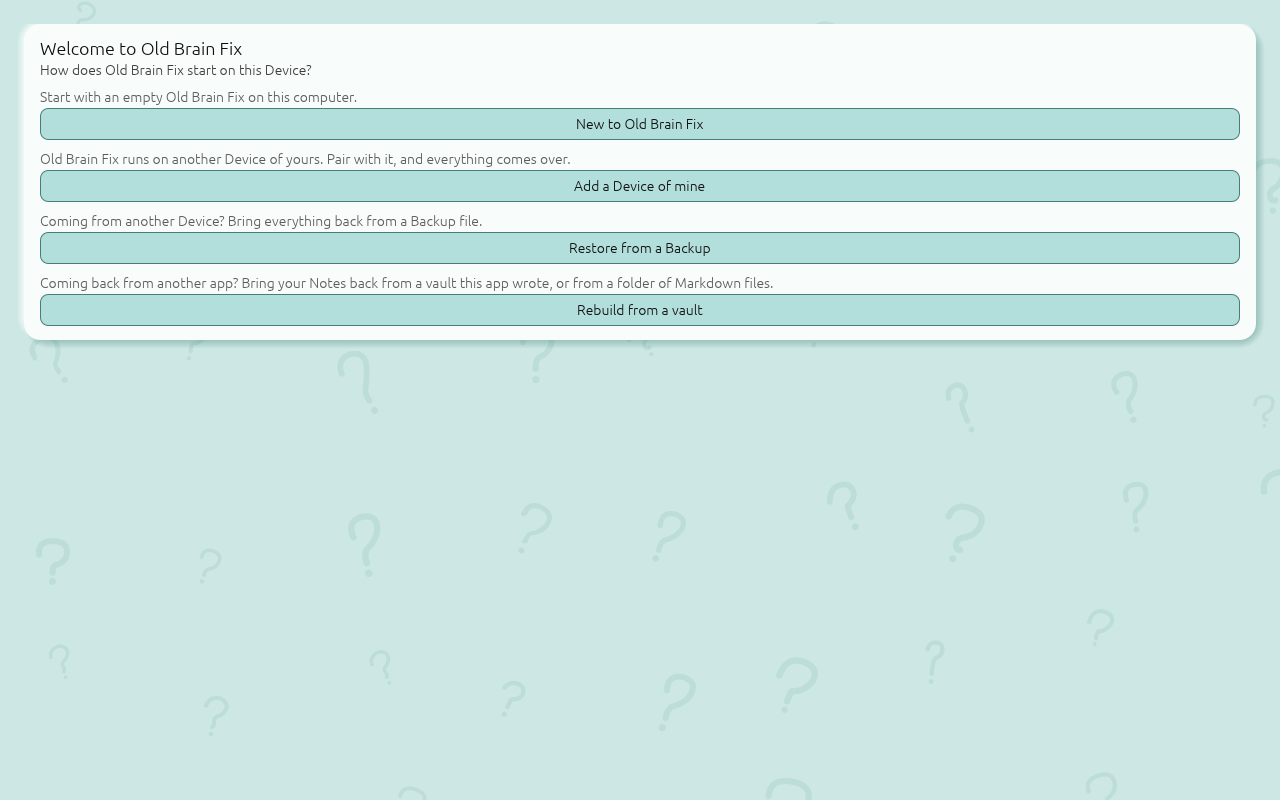 Welcome to Old Brain Fix
How does Old Brain Fix start on this Device?
Start with an empty Old Brain Fix on this computer.
New to Old Brain Fix
Old Brain Fix runs on another Device of yours. Pair with it, and everything comes over.
Add a Device of mine
Coming from another Device? Bring everything back from a Backup file.
Restore from a Backup
Coming back from another app? Bring your Notes back from a vault this app wrote, or from a folder of Markdown files.
Rebuild from a vault